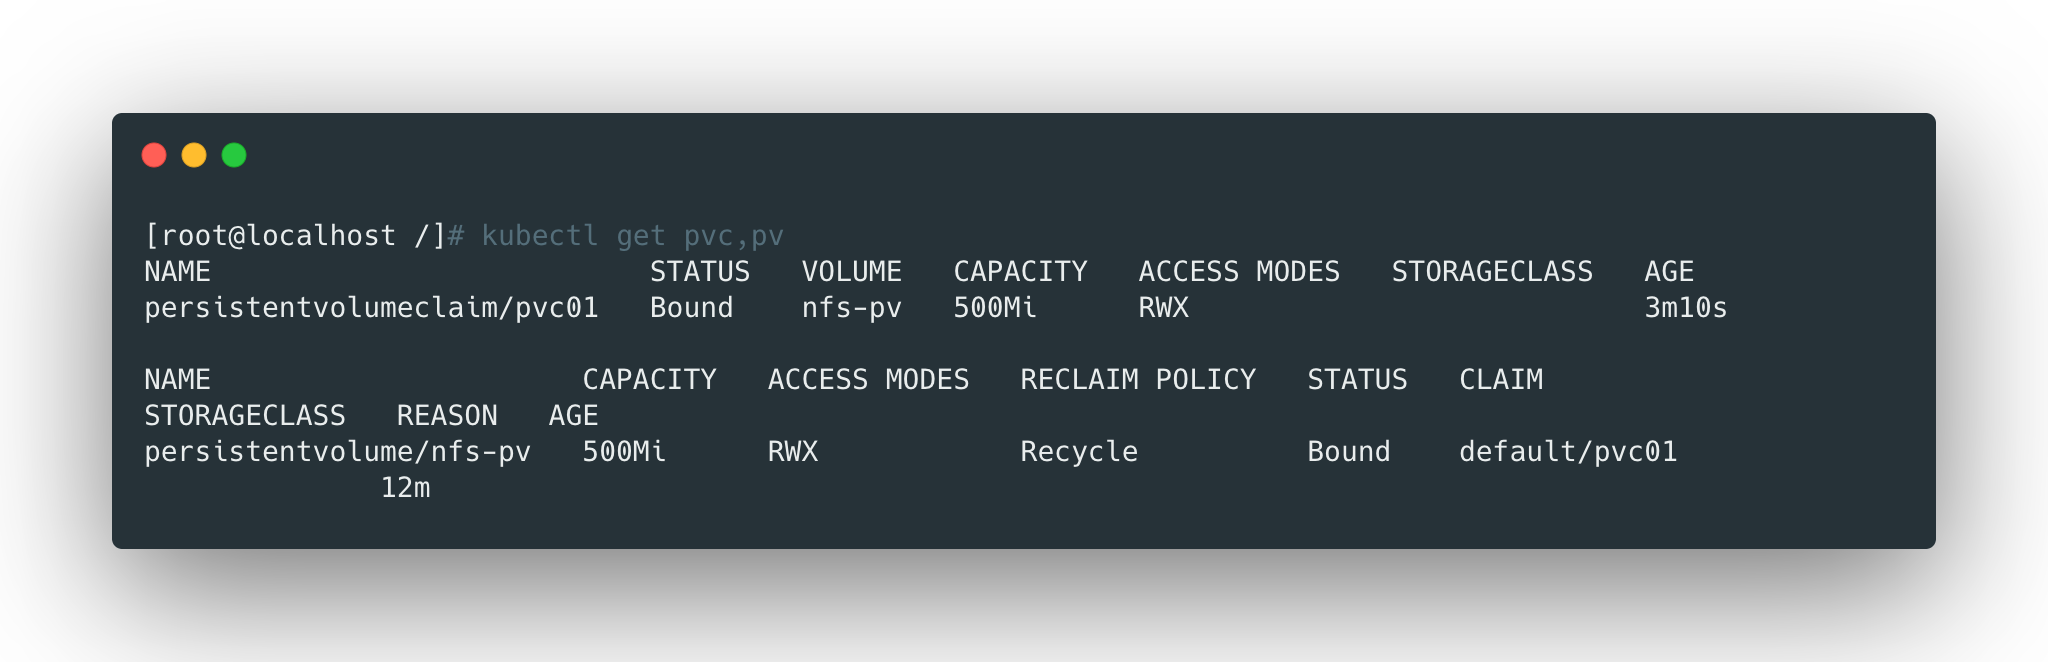 [root@localhost /]# kubectl get pvc,pv
NAME                          STATUS   VOLUME   CAPACITY   ACCESS MODES   STORAGECLASS   AGE
persistentvolumeclaim/pvc01   Bound    nfs-pv   500Mi      RWX                           3m10s

NAME                      CAPACITY   ACCESS MODES   RECLAIM POLICY   STATUS   CLAIM
STORAGECLASS   REASON   AGE
persistentvolume/nfs-pv   500Mi      RWX            Recycle          Bound    default/pvc01
              12m